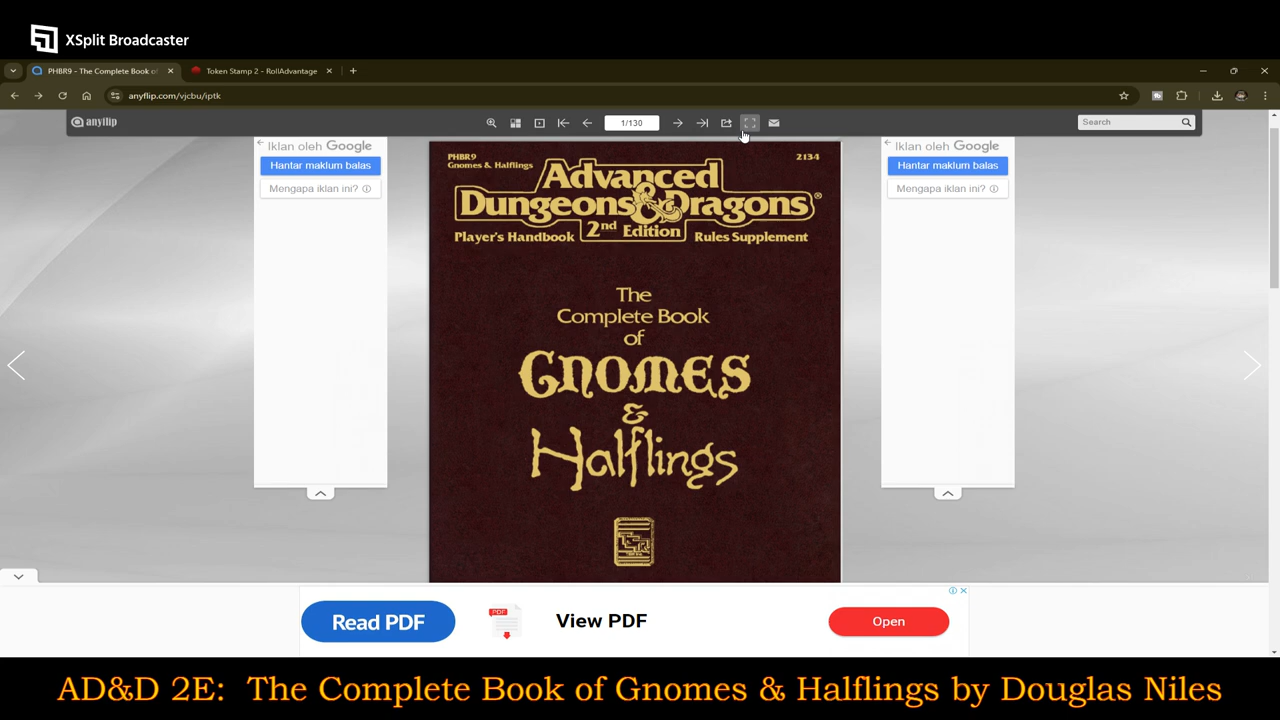 XSplit Broadcaster
PHBR9 - The Complete Book of
Token Stamp 2 - RollAdvantage
anyflip.com/vjcbu/iptk
anyflip
1/130
Search
Iklan oleh Google
Hantar maklum balas
Mengapa iklan ini?
Iklan oleh Google
Hantar maklum balas
Mengapa iklan ini?
PHBR9
Gnomes & Halflings
2134
Advanced
Dungeons & Dragons®
2nd Edition
Player's Handbook Rules Supplement
The
Complete Book
of
Gnomes
&
Halflings
TSR
Read PDF
PDF
View PDF
Open
AD&D 2E: The Complete Book of Gnomes & Halflings by Douglas Niles